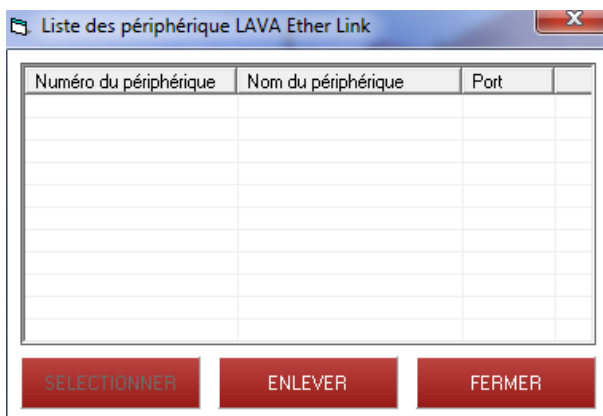 Liste des périphérique LAVA Ether Link
Numéro du périphérique Nom du périphérique Port
SELECTIONNER ENLEVER FERMER